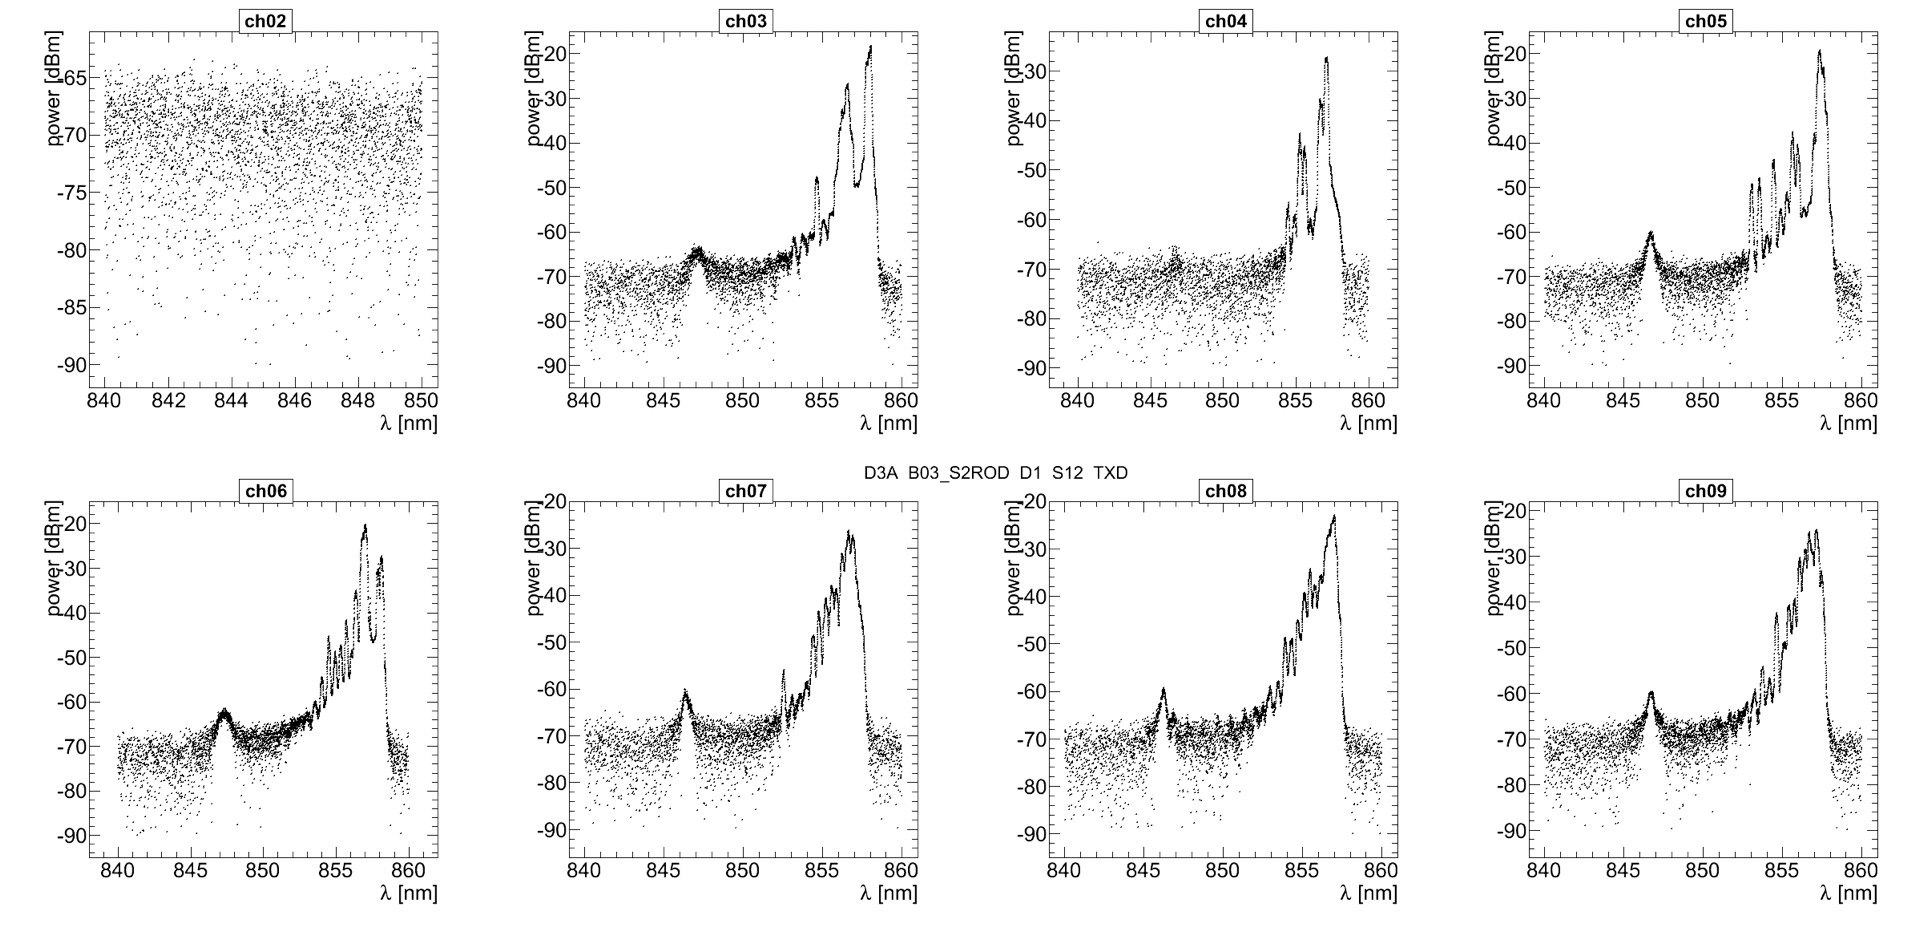 ch02
power [dBm]
-65
-70
-75
-80
-85
-90
840 842 844 846 848 850
λ [nm]
ch03
power [dBm]
-20
-30
-40
-50
-60
-70
-80
-90
840 845 850 855 860
λ [nm]
ch04
power [dBm]
-30
-40
-50
-60
-70
-80
-90
840 845 850 855 860
λ [nm]
ch05
power [dBm]
-20
-30
-40
-50
-60
-70
-80
-90
840 845 850 855 860
λ [nm]
D3A B03_S2ROD D1 S12 TXD
ch06
power [dBm]
-20
-30
-40
-50
-60
-70
-80
-90
840 845 850 855 860
λ [nm]
ch07
power [dBm]
-20
-30
-40
-50
-60
-70
-80
-90
840 845 850 855 860
λ [nm]
ch08
power [dBm]
-20
-30
-40
-50
-60
-70
-80
-90
840 845 850 855 860
λ [nm]
ch09
power [dBm]
-20
-30
-40
-50
-60
-70
-80
-90
840 845 850 855 860
λ [nm]